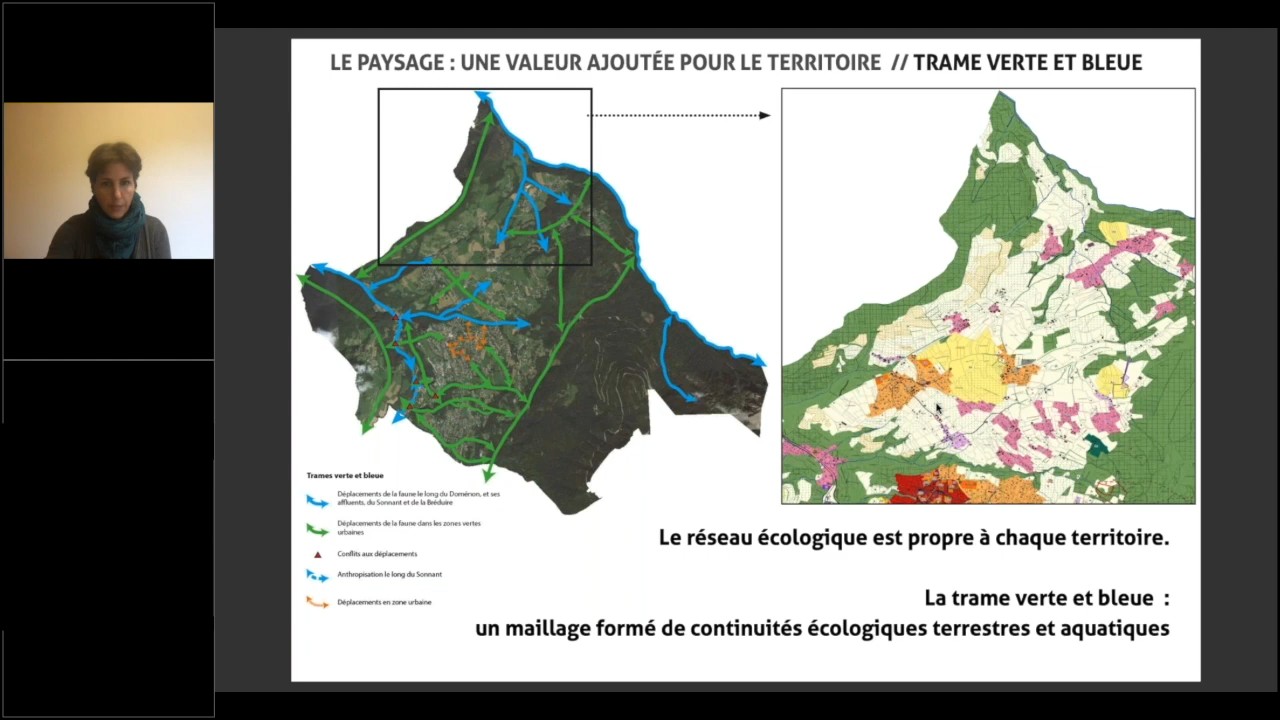 LE PAYSAGE : UNE VALEUR AJOUTÉE POUR LE TERRITOIRE // TRAME VERTE ET BLEUE
Trames verte et bleue
Déplacements de la faune le long du Doménon, et ses
affluents, du Sonnant et de la Bréduire
Déplacements de la faune dans les zones vertes
urbaines
Conflits aux déplacements
Anthropisation le long du Sonnant
Déplacements en zone urbaine
Le réseau écologique est propre à chaque territoire.
La trame verte et bleue :
un maillage formé de continuités écologiques terrestres et aquatiques